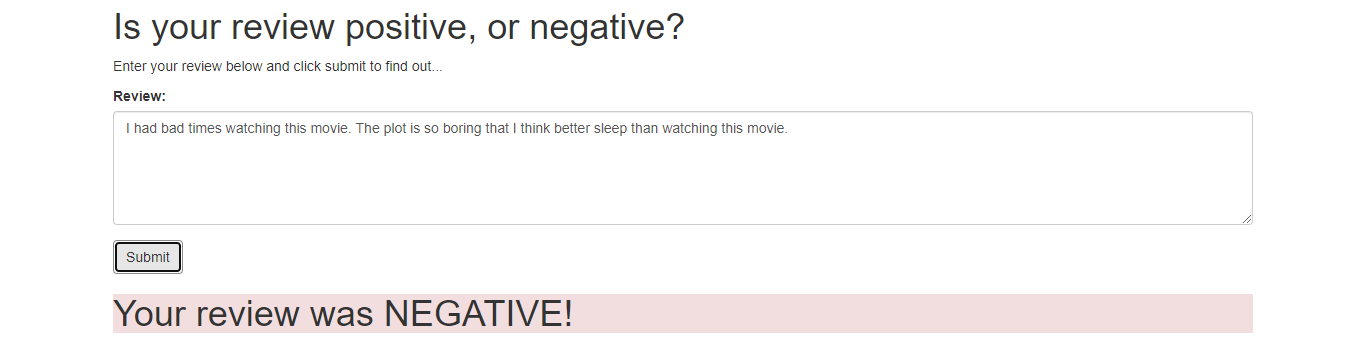 Is your review positive, or negative?
Enter your review below and click submit to find out...
Review:
I had bad times watching this movie. The plot is so boring that I think better sleep than watching this movie.
Submit
Your review was NEGATIVE!